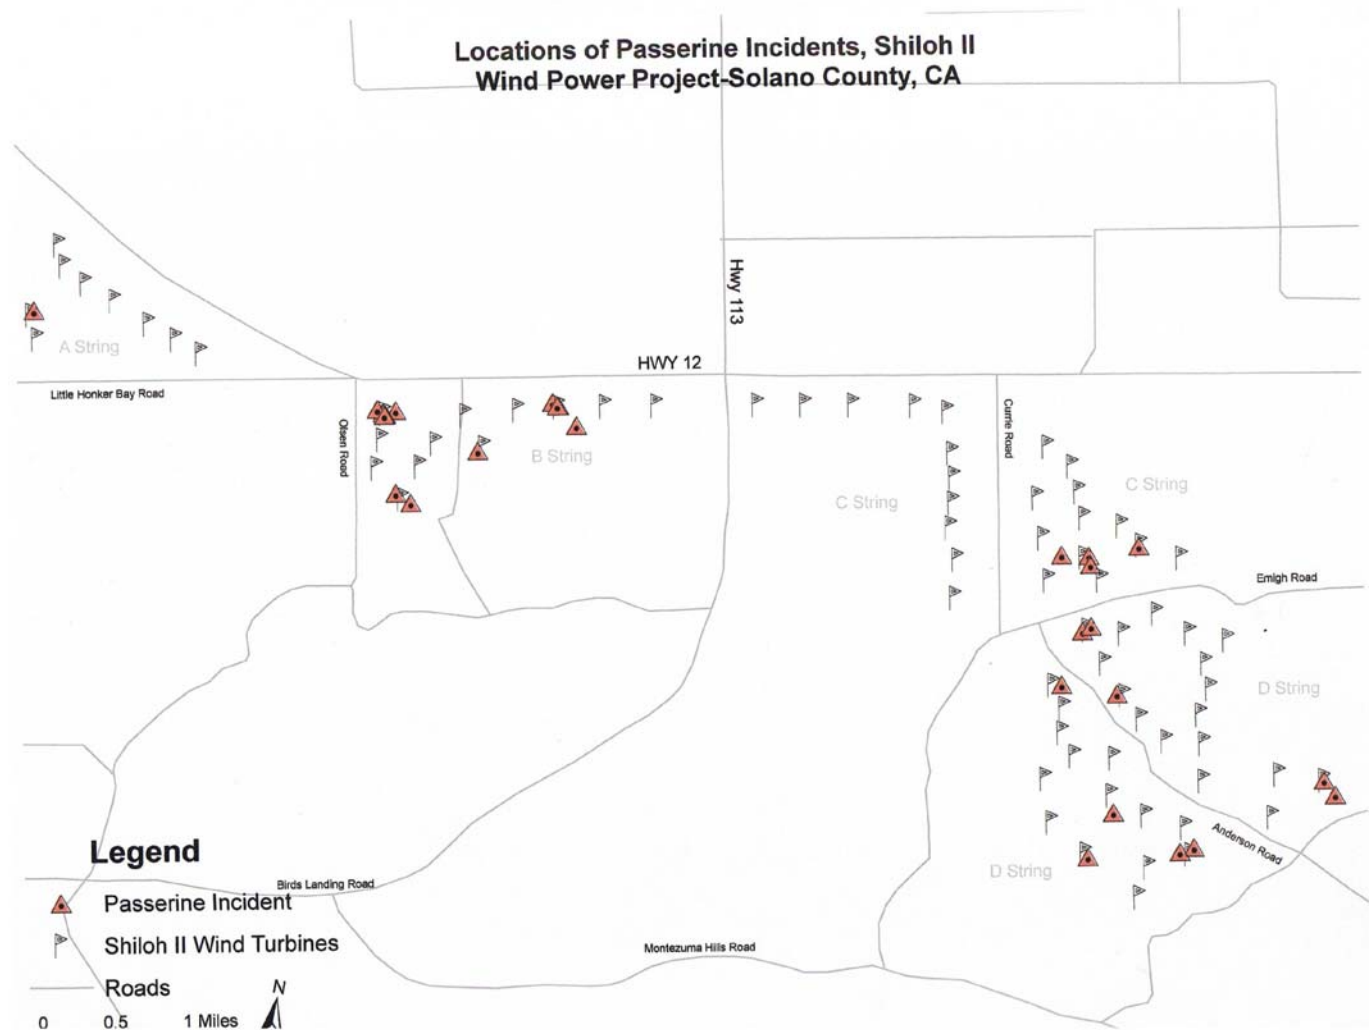 Locations of Passerine Incidents, Shiloh II
Wind Power Project-Solano County, CA
Hwy 113
A String
HWY 12
Little Honker Bay Road
Olsen Road
B String
Currie Road
C String
C String
Emigh Road
D String
Anderson Road
D String
Legend
Birds Landing Road
Passerine Incident
Shiloh II Wind Turbines
Montezuma Hills Road
Roads
N
0 0.5 1 Miles